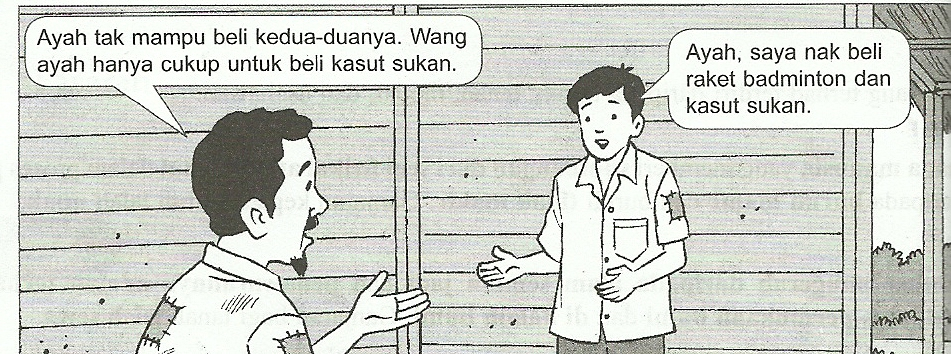 Ayah tak mampu beli kedua-duanya. Wang
ayah hanya cukup untuk beli kasut sukan.
Ayah, saya nak beli
raket badminton dan
kasut sukan.